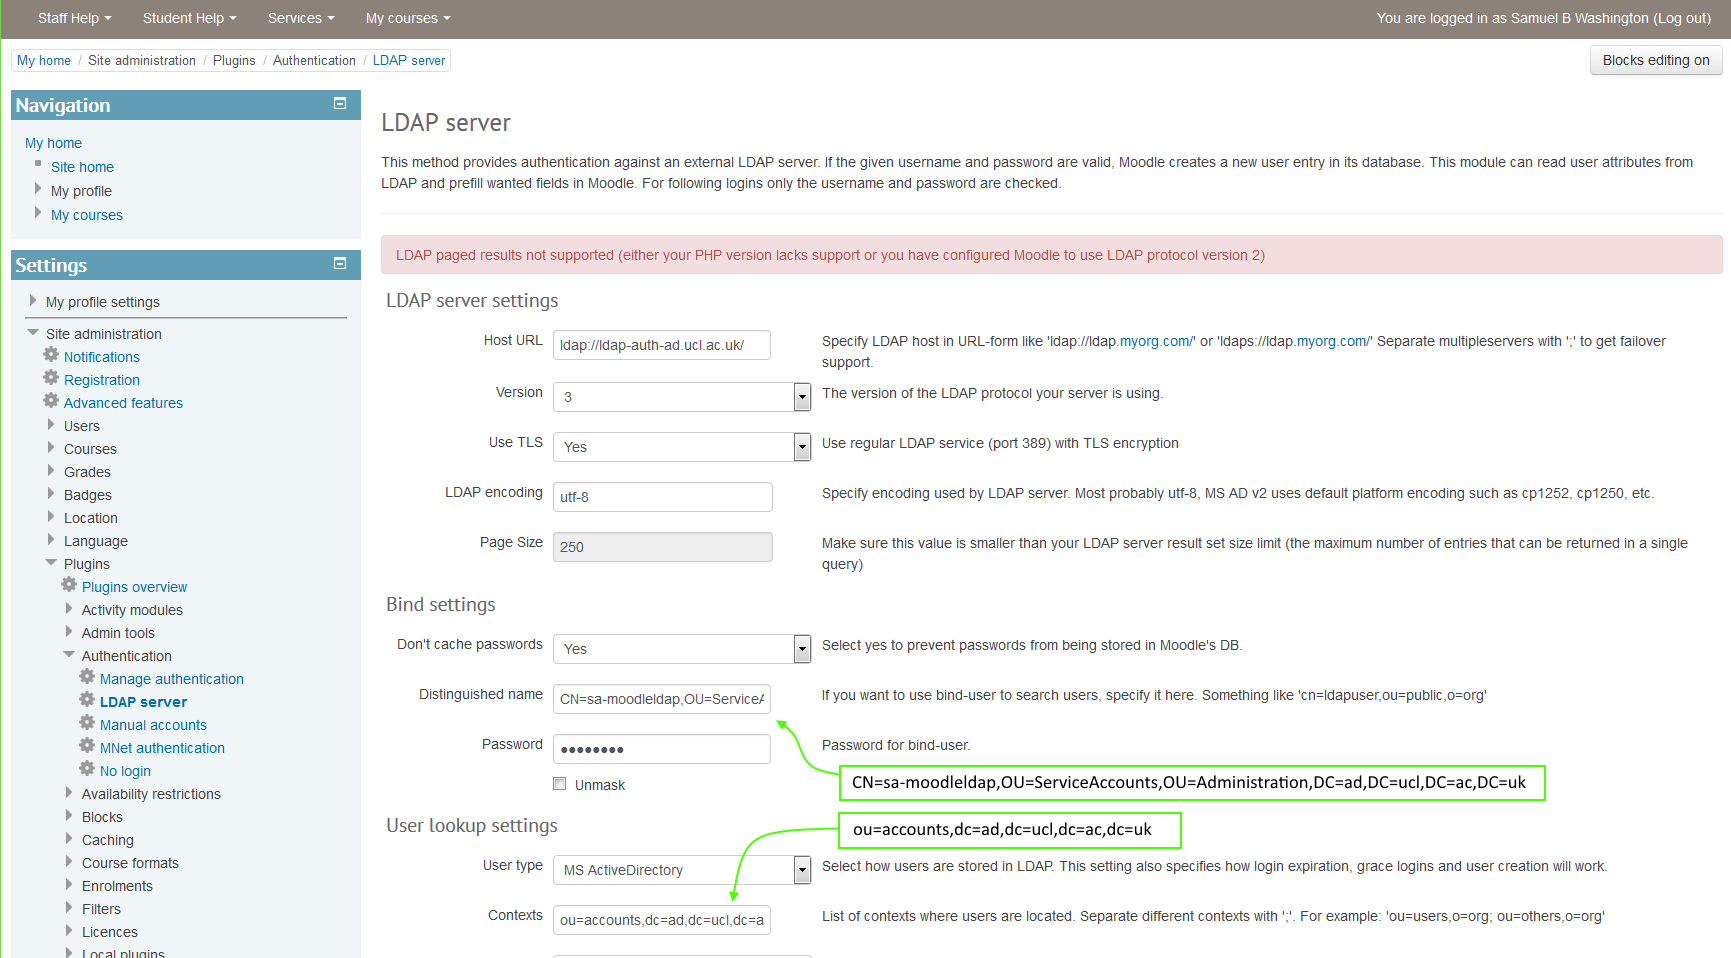 Staff Help Student Help Services My courses You are logged in as Samuel B Washington (Log out)
My home / Site administration / Plugins / Authentication / LDAP server Blocks editing on
Navigation
My home
Site home
My profile
My courses
Settings
My profile settings
Site administration
Notifications
Registration
Advanced features
Users
Courses
Grades
Badges
Location
Language
Plugins
Plugins overview
Activity modules
Admin tools
Authentication
Manage authentication
LDAP server
Manual accounts
MNet authentication
No login
Availability restrictions
Blocks
Caching
Course formats
Enrolments
Filters
Licences
Local plugins
LDAP server
This method provides authentication against an external LDAP server. If the given username and password are valid, Moodle creates a new user entry in its database. This module can read user attributes from
LDAP and prefill wanted fields in Moodle. For following logins only the username and password are checked.
LDAP paged results not supported (either your PHP version lacks support or you have configured Moodle to use LDAP protocol version 2)
LDAP server settings
Host URL ldap://ldap-auth-ad.ucl.ac.uk/ Specify LDAP host in URL-form like 'ldap://ldap.myorg.com/' or 'ldaps://ldap.myorg.com/' Separate multipleservers with ';' to get failover
support.
Version 3 The version of the LDAP protocol your server is using.
Use TLS Yes Use regular LDAP service (port 389) with TLS encryption
LDAP encoding utf-8 Specify encoding used by LDAP server. Most probably utf-8, MS AD v2 uses default platform encoding such as cp1252, cp1250, etc.
Page Size 250 Make sure this value is smaller than your LDAP server result set size limit (the maximum number of entries that can be returned in a single
query)
Bind settings
Don't cache passwords Yes Select yes to prevent passwords from being stored in Moodle's DB.
Distinguished name CN=sa-moodleldap,OU=ServiceA If you want to use bind-user to search users, specify it here. Something like 'cn=ldapuser,ou=public,o=org'
Password ●●●●●●●● Password for bind-user.
Unmask
CN=sa-moodleldap,OU=ServiceAccounts,OU=Administration,DC=ad,DC=ucl,DC=ac,DC=uk
User lookup settings
ou=accounts,dc=ad,dc=ucl,dc=ac,dc=uk
User type MS ActiveDirectory Select how users are stored in LDAP. This setting also specifies how login expiration, grace logins and user creation will work.
Contexts ou=accounts,dc=ad,dc=ucl,dc=a List of contexts where users are located. Separate different contexts with ';'. For example: 'ou=users,o=org; ou=others,o=org'